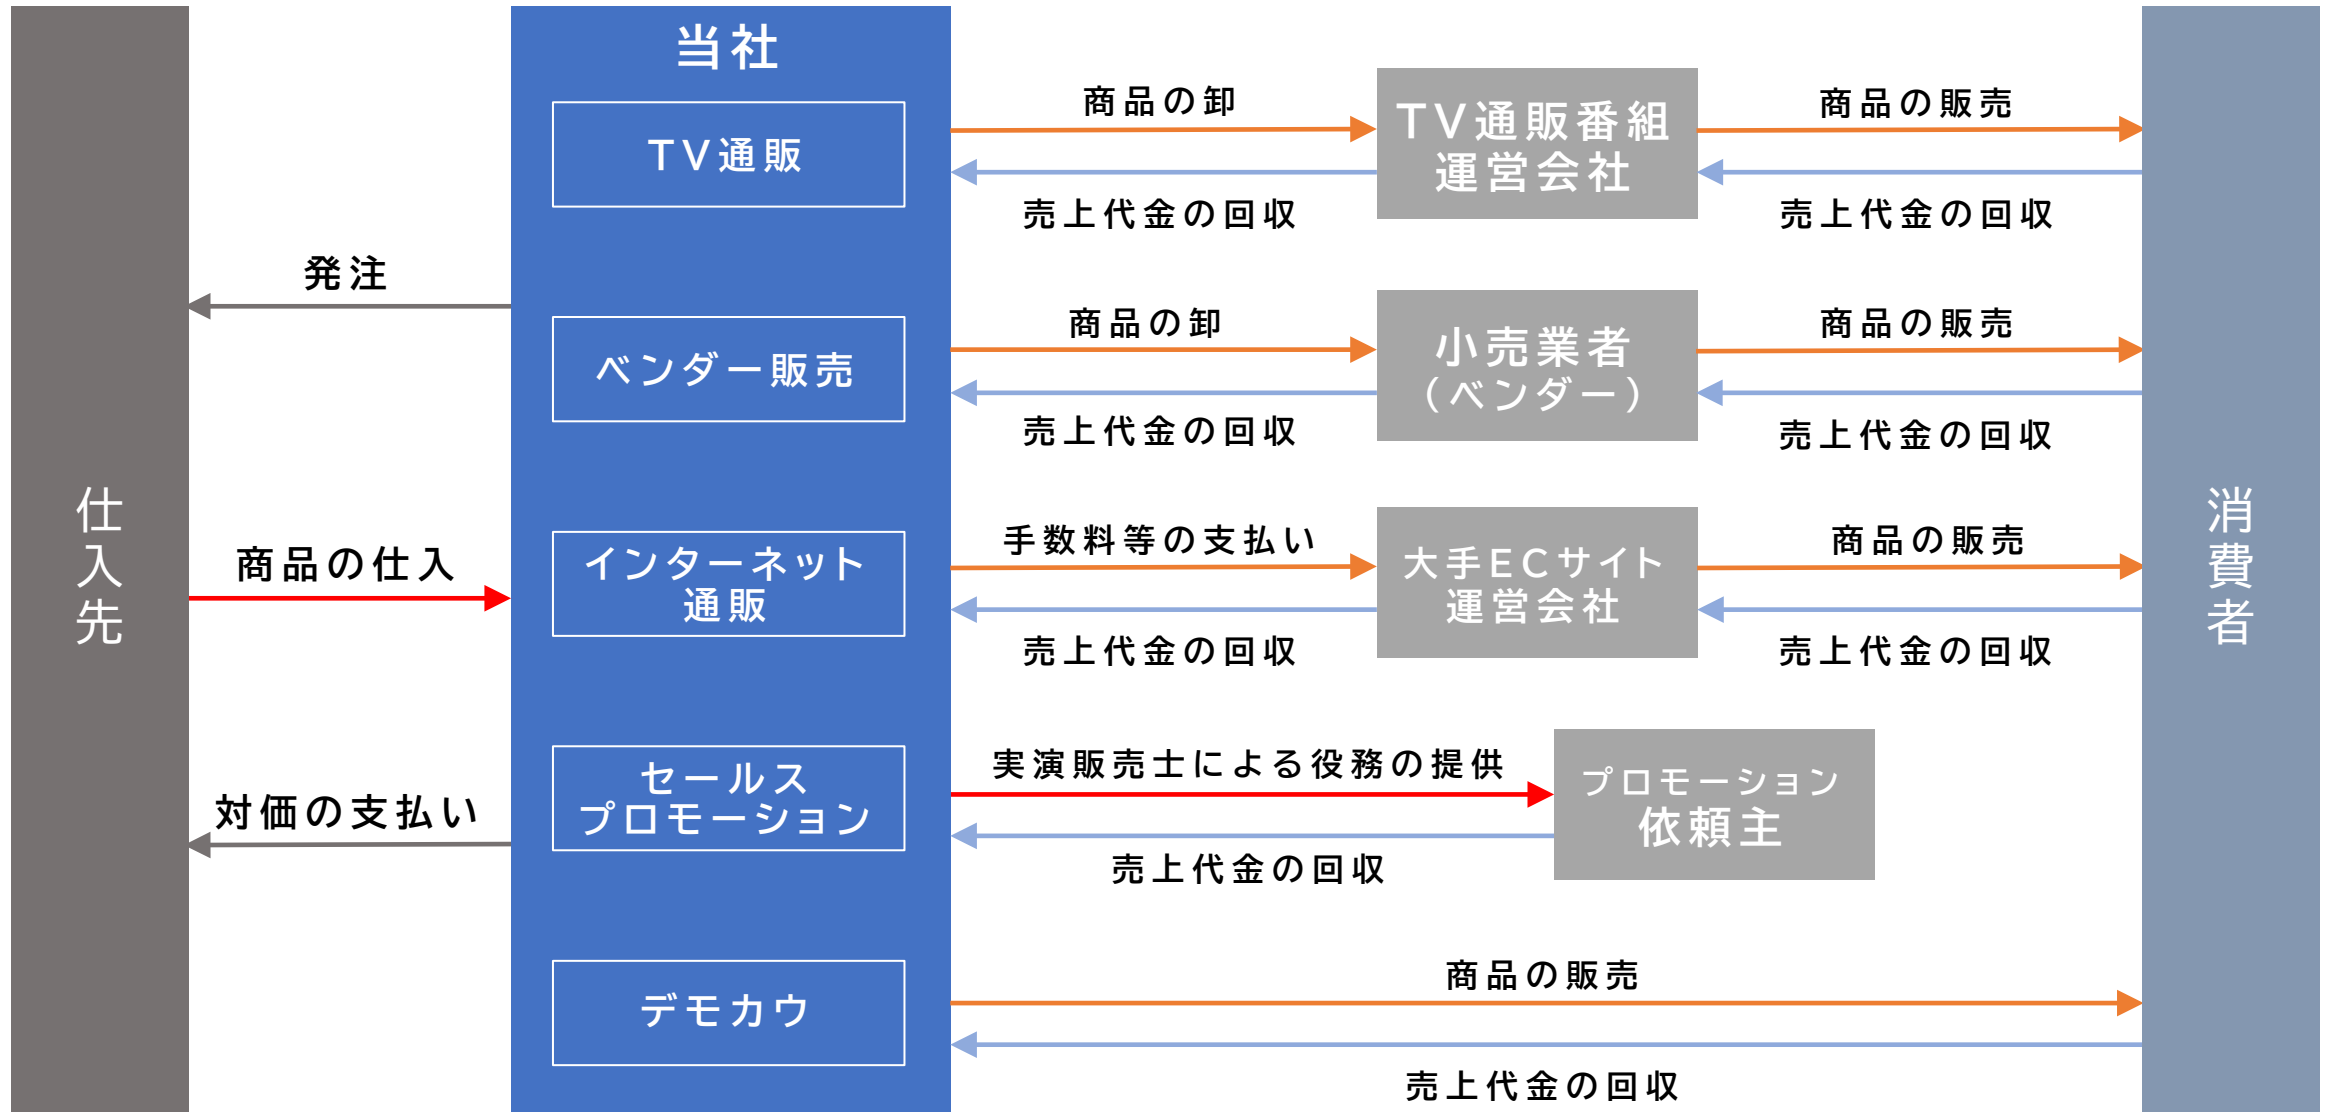 当社
TV通販
商品の卸
売上代金の回収
TV通販番組
運営会社
商品の販売
売上代金の回収
発注
ベンダー販売
商品の卸
売上代金の回収
小売業者
（ベンダー）
商品の販売
売上代金の回収
仕入先
商品の仕入
インターネット
通販
手数料等の支払い
売上代金の回収
大手ECサイト
運営会社
商品の販売
売上代金の回収
消費者
対価の支払い
セールス
プロモーション
実演販売士による役務の提供
売上代金の回収
プロモーション
依頼主
デモカウ
商品の販売
売上代金の回収